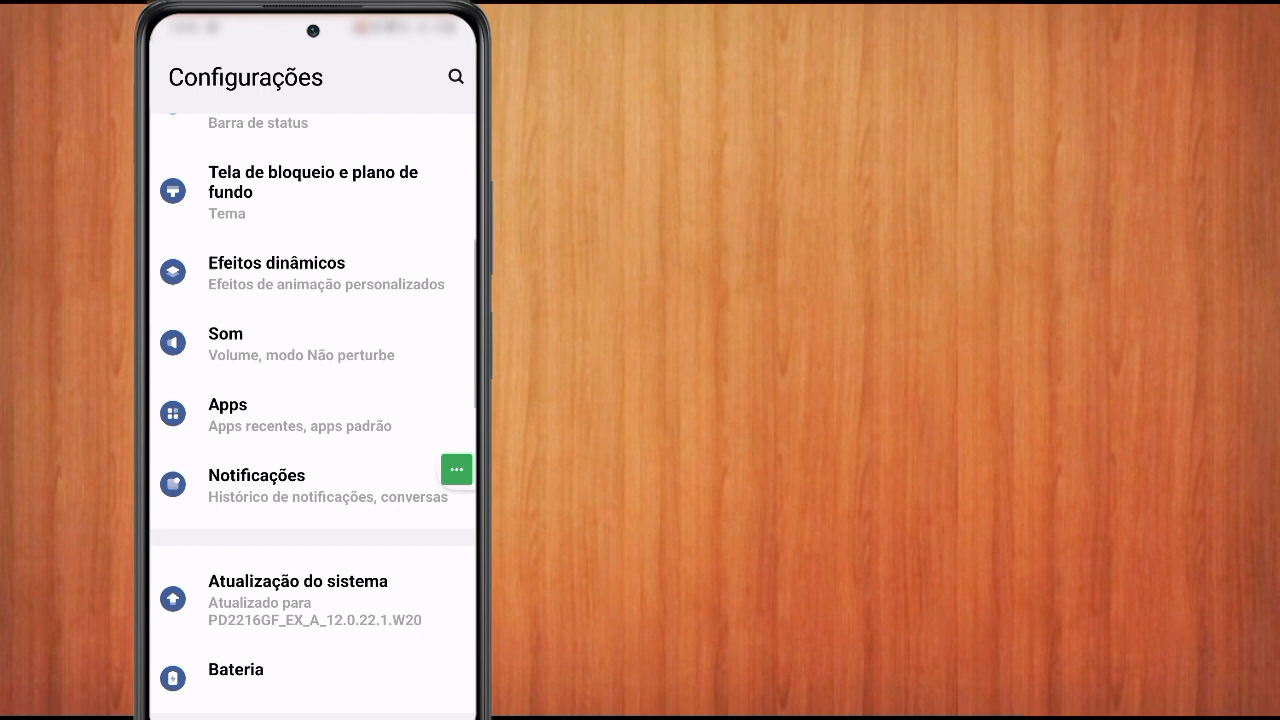 Configurações
Barra de status
Tela de bloqueio e plano de
fundo
Tema
Efeitos dinâmicos
Efeitos de animação personalizados
Som
Volume, modo Não perturbe
Apps
Apps recentes, apps padrão
Notificações
Histórico de notificações, conversas
Atualização do sistema
Atualizado para
PD2216GF_EX_A_12.0.22.1.W20
Bateria